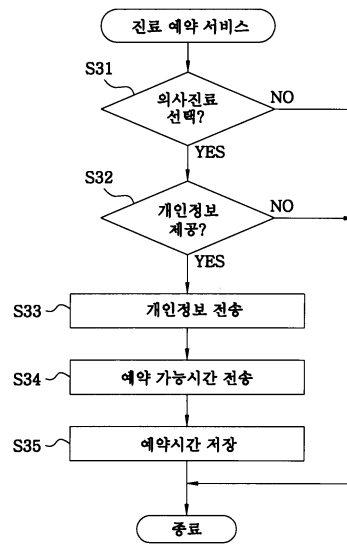 진료 예약 서비스
S31
의사진료
선택?
NO
YES
S32
개인정보
제공?
NO
YES
S33
개인정보 전송
S34
예약 가능시간 전송
S35
예약시간 저장
종료